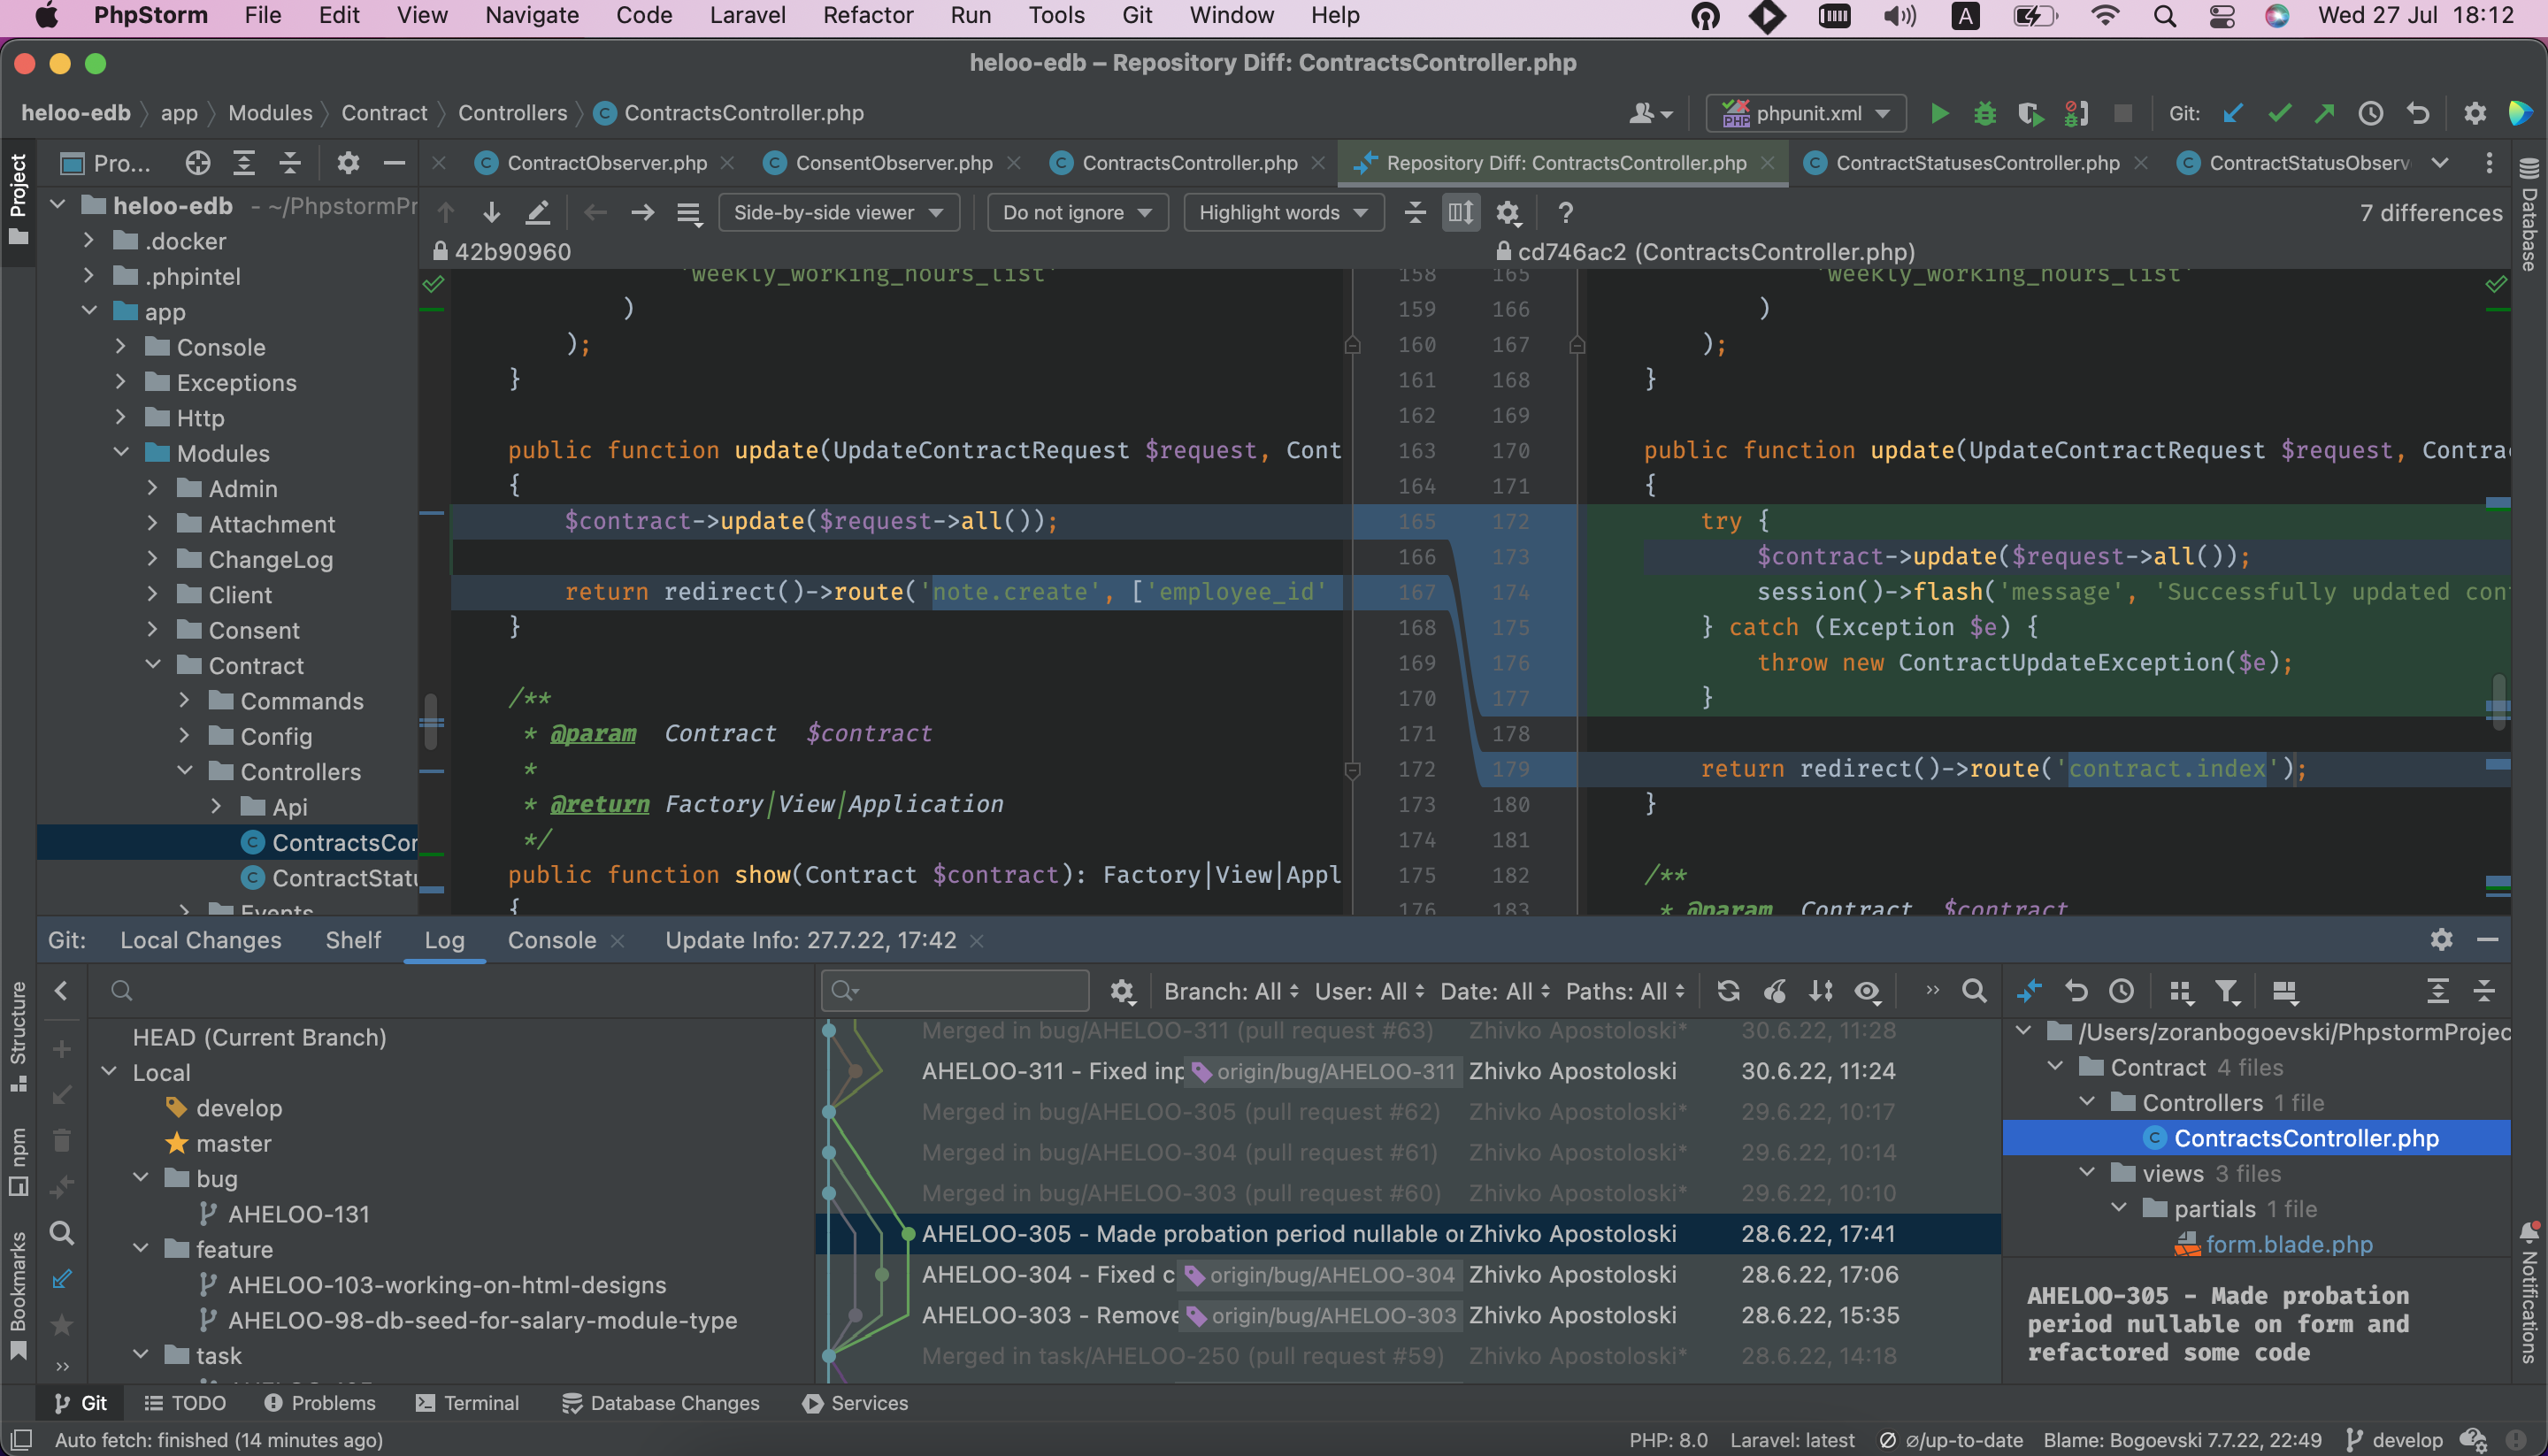 PhpStorm File Edit View Navigate Code Laravel Refactor Run Tools Git Window Help A Wed 27 Jul 18:12
heloo-edb – Repository Diff: ContractsController.php
heloo-edb app Modules Contract Controllers C ContractsController.php phpunit.xml Git:
Project
Pro...
C ContractObserver.php C ConsentObserver.php C ContractsController.php Repository Diff: ContractsController.php C ContractStatusesController.php C ContractStatusObserv
Side-by-side viewer Do not ignore Highlight words ? 7 differences
42b90960
cd746ac2 (ContractsController.php)
heloo-edb - ~/PhpstormPr
.docker
.phpintel
app
Console
Exceptions
Http
Modules
Admin
Attachment
ChangeLog
Client
Consent
Contract
Commands
Config
Controllers
Api
C ContractsCor
C ContractStatu
Events
'weekly_working_hours_list'
)
);
}
public function update(UpdateContractRequest $request, Cont
{
$contract->update($request->all());
return redirect()->route('note.create', ['employee_id'
}
/**
* @param Contract $contract
*
* @return Factory|View|Application
*/
public function show(Contract $contract): Factory|View|Appl
{
158 165
159 166
160 167
161 168
162 169
163 170
164 171
165 172
166 173
167 174
168 175
169 176
170 177
171 178
172 179
173 180
174 181
175 182
176 183
'weekly_working_hours_list'
)
);
}
public function update(UpdateContractRequest $request, Contra
{
try {
$contract->update($request->all());
session()->flash('message', 'Successfully updated con
} catch (Exception $e) {
throw new ContractUpdateException($e);
}
return redirect()->route('contract.index');
}
/**
* @param Contract $contract
Database
Git: Local Changes Shelf Log Console Update Info: 27.7.22, 17:42
Branch: All User: All Date: All Paths: All
HEAD (Current Branch)
Local
develop
master
bug
AHELOO-131
feature
AHELOO-103-working-on-html-designs
AHELOO-98-db-seed-for-salary-module-type
task
Merged in bug/AHELOO-311 (pull request #63) Zhivko Apostoloski* 30.6.22, 11:28
AHELOO-311 - Fixed inp origin/bug/AHELOO-311 Zhivko Apostoloski 30.6.22, 11:24
Merged in bug/AHELOO-305 (pull request #62) Zhivko Apostoloski* 29.6.22, 10:17
Merged in bug/AHELOO-304 (pull request #61) Zhivko Apostoloski* 29.6.22, 10:14
Merged in bug/AHELOO-303 (pull request #60) Zhivko Apostoloski* 29.6.22, 10:10
AHELOO-305 - Made probation period nullable or Zhivko Apostoloski 28.6.22, 17:41
AHELOO-304 - Fixed c origin/bug/AHELOO-304 Zhivko Apostoloski 28.6.22, 17:06
AHELOO-303 - Remove origin/bug/AHELOO-303 Zhivko Apostoloski 28.6.22, 15:35
Merged in task/AHELOO-250 (pull request #59) Zhivko Apostoloski* 28.6.22, 14:18
/Users/zoranbogoevski/PhpstormProjec
Contract 4 files
Controllers 1 file
C ContractsController.php
views 3 files
partials 1 file
form.blade.php
AHELOO-305 - Made probation
period nullable on form and
refactored some code
Structure
npm
Bookmarks
Notifications
Git TODO Problems Terminal Database Changes Services
Auto fetch: finished (14 minutes ago) PHP: 8.0 Laravel: latest ∅/up-to-date Blame: Bogoevski 7.7.22, 22:49 develop